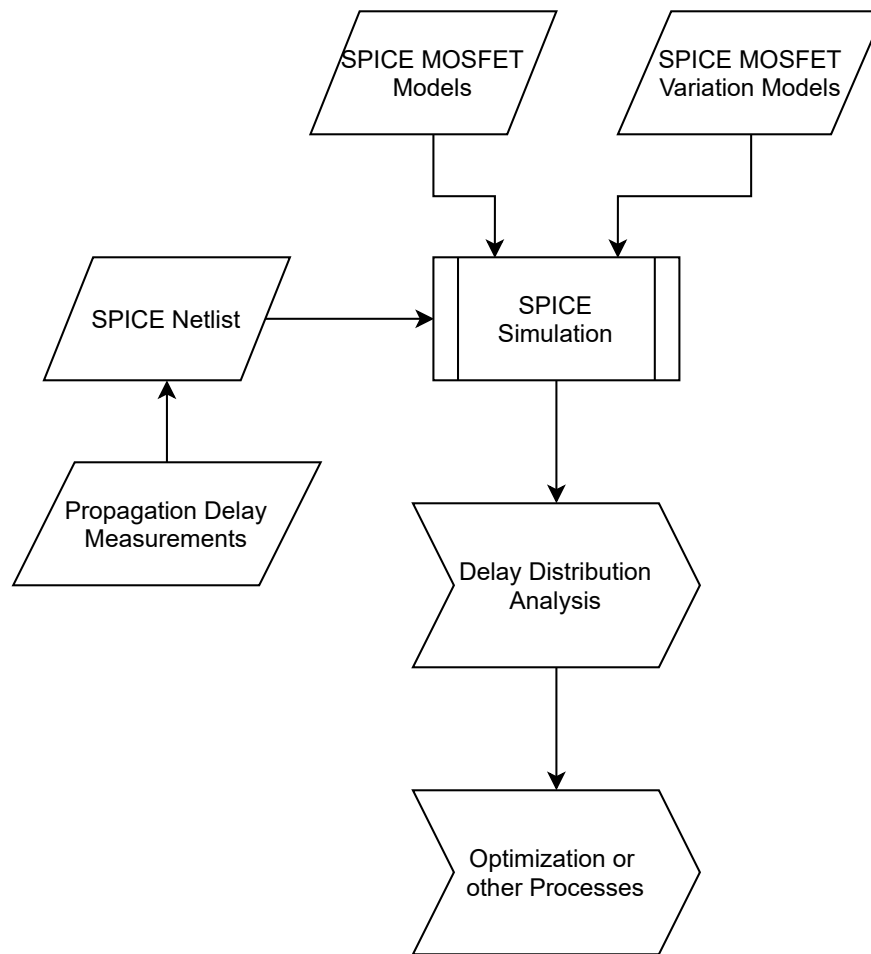 SPICE MOSFET
Models
SPICE MOSFET
Variation Models
SPICE Netlist
SPICE
Simulation
Propagation Delay
Measurements
Delay Distribution
Analysis
Optimization or
other Processes